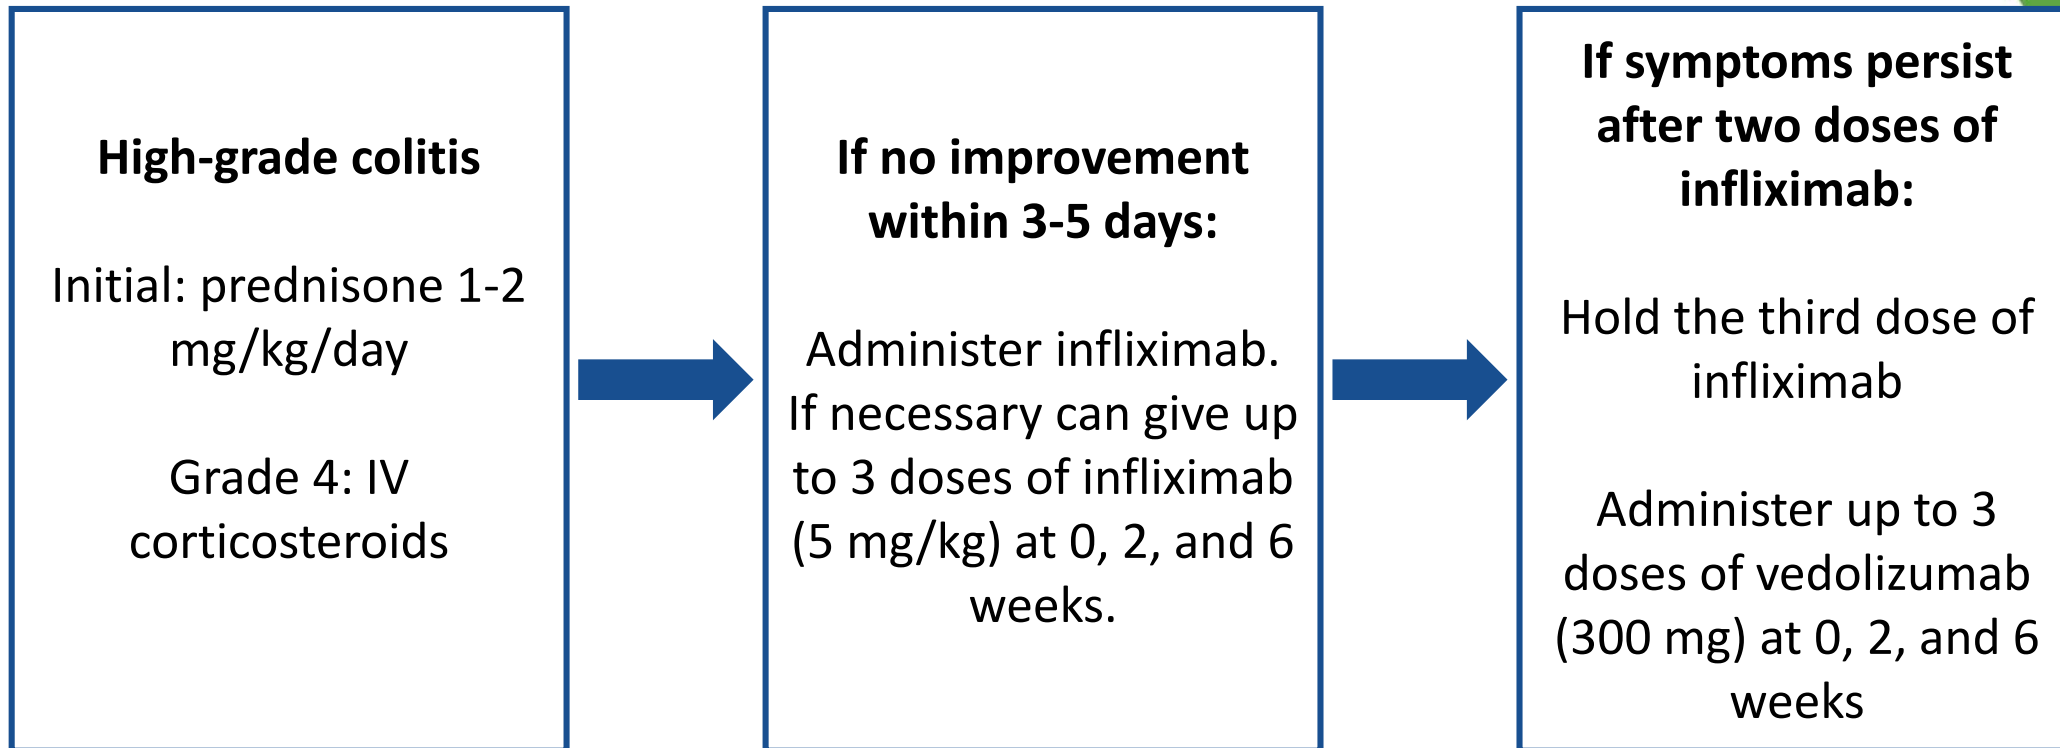 High-grade colitis
Initial: prednisone 1-2
mg/kg/day
Grade 4: IV
corticosteroids
If no improvement
within 3-5 days:
Administer infliximab.
If necessary can give up
to 3 doses of infliximab
(5 mg/kg) at 0, 2, and 6
weeks.
If symptoms persist
after two doses of
infliximab:
Hold the third dose of
infliximab
Administer up to 3
doses of vedolizumab
(300 mg) at 0, 2, and 6
weeks